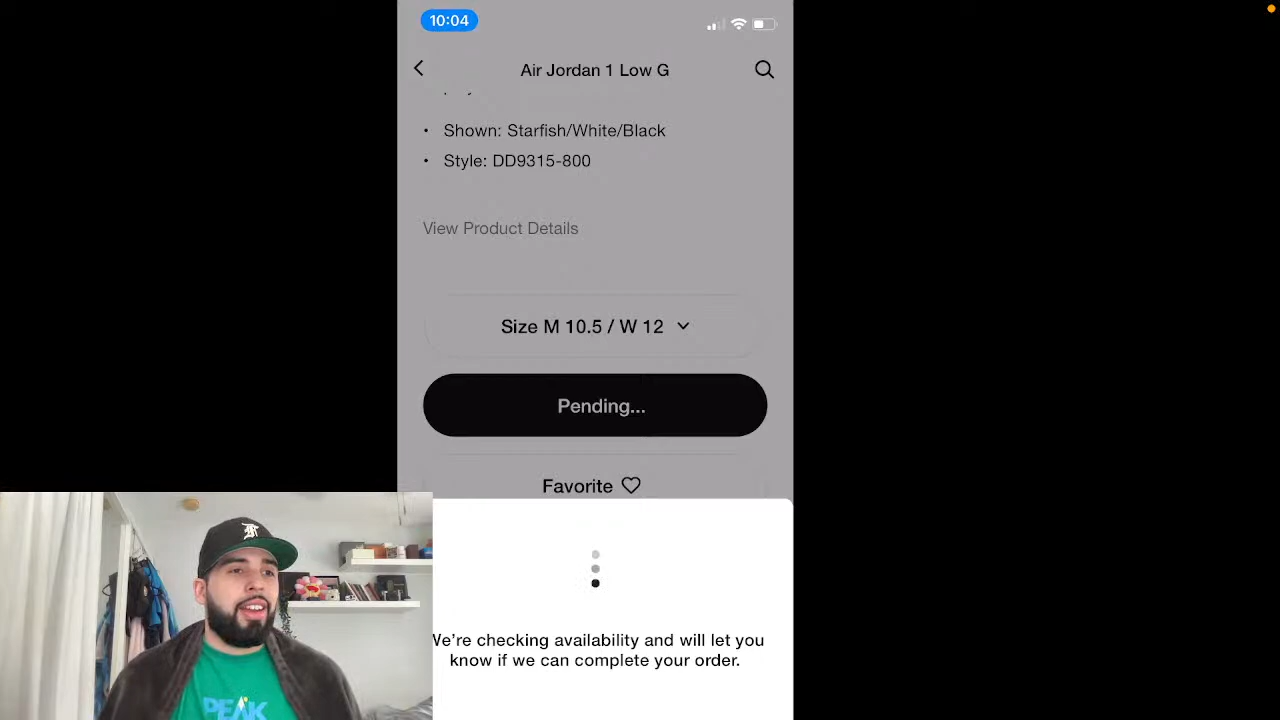 10:04
Air Jordan 1 Low G
• Shown: Starfish/White/Black
• Style: DD9315-800
View Product Details
Size M 10.5 / W 12
Pending...
Favorite
We’re checking availability and will let you
know if we can complete your order.
PEAK